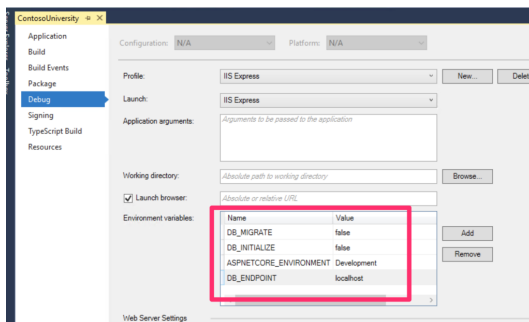 ContosoUniversity
Application
Build
Build Events
Package
Debug
Signing
TypeScript Build
Resources
Configuration: N/A Platform: N/A
Profile: IIS Express New... Delet
Launch: IIS Express
Application arguments: Arguments to be passed to the application
Working directory: Absolute path to working directory Browse...
Launch browser: Absolute or relative URL
Environment variables: Name Value
DB_MIGRATE false Add
DB_INITIALIZE false
ASPNETCORE_ENVIRONMENT Development Remove
DB_ENDPOINT localhost
Web Server Settings